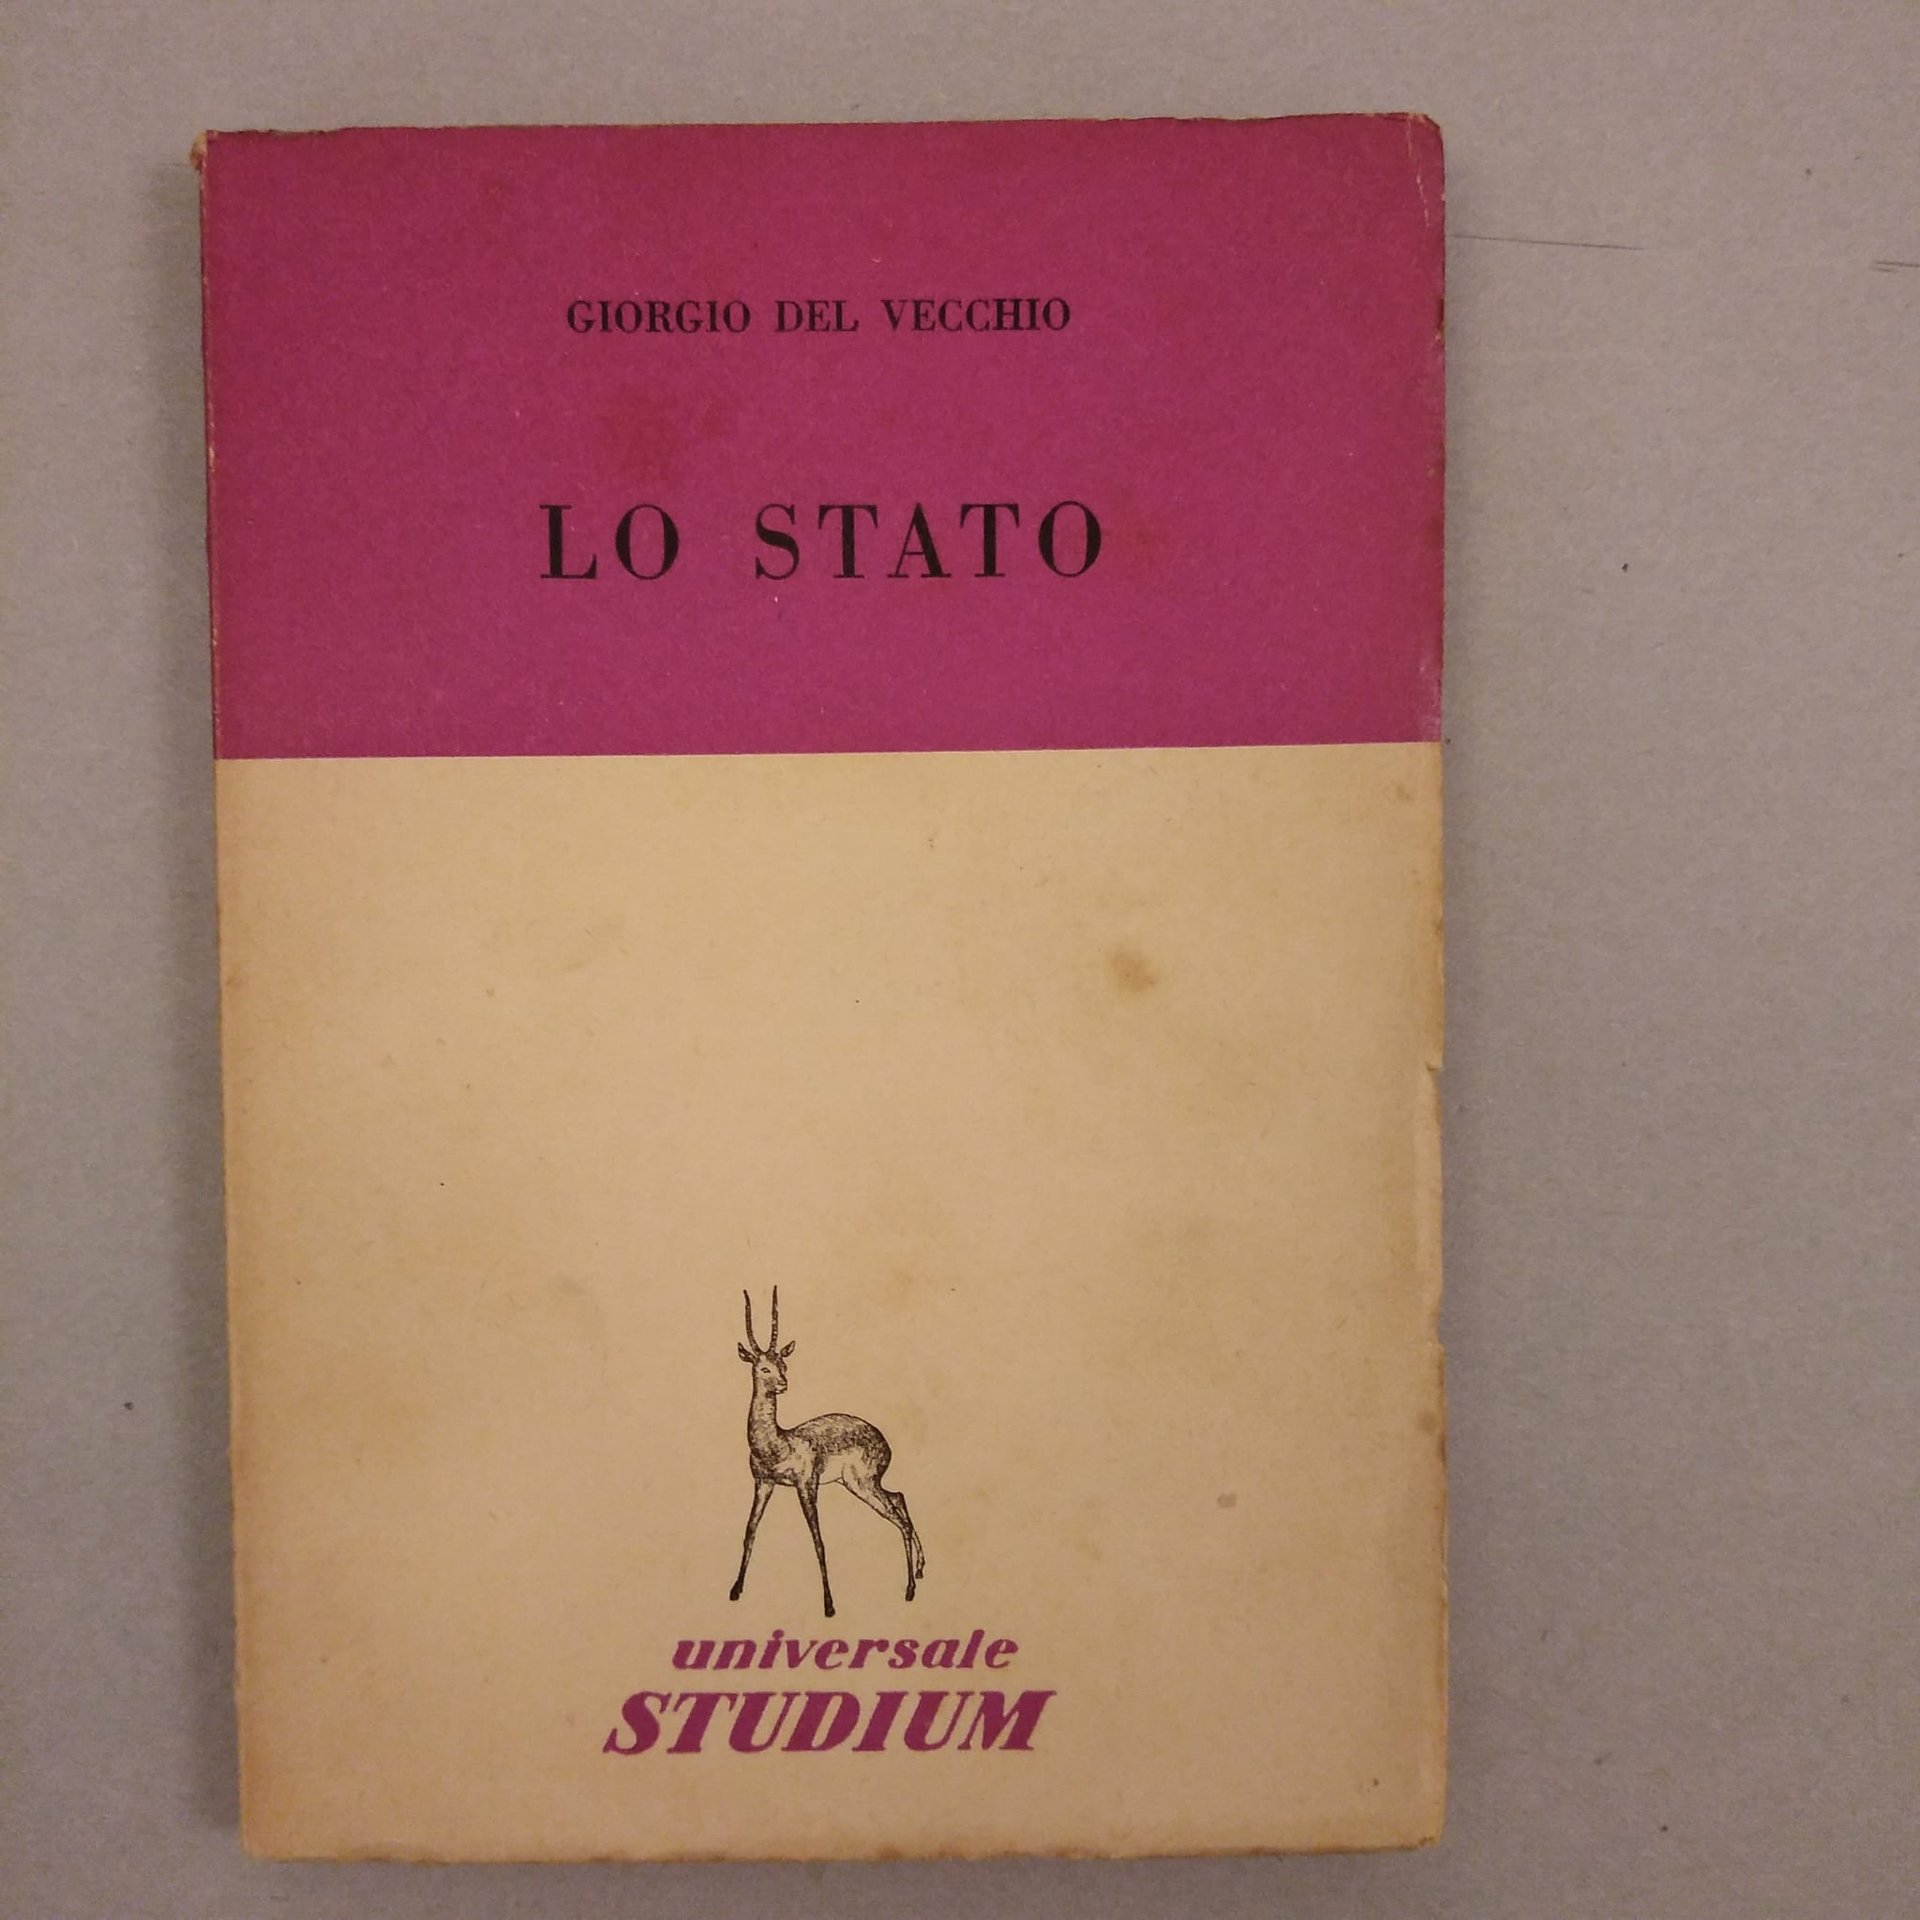 GIORGIO DEL VECCHIO
LO STATO
universale
STUDIUM